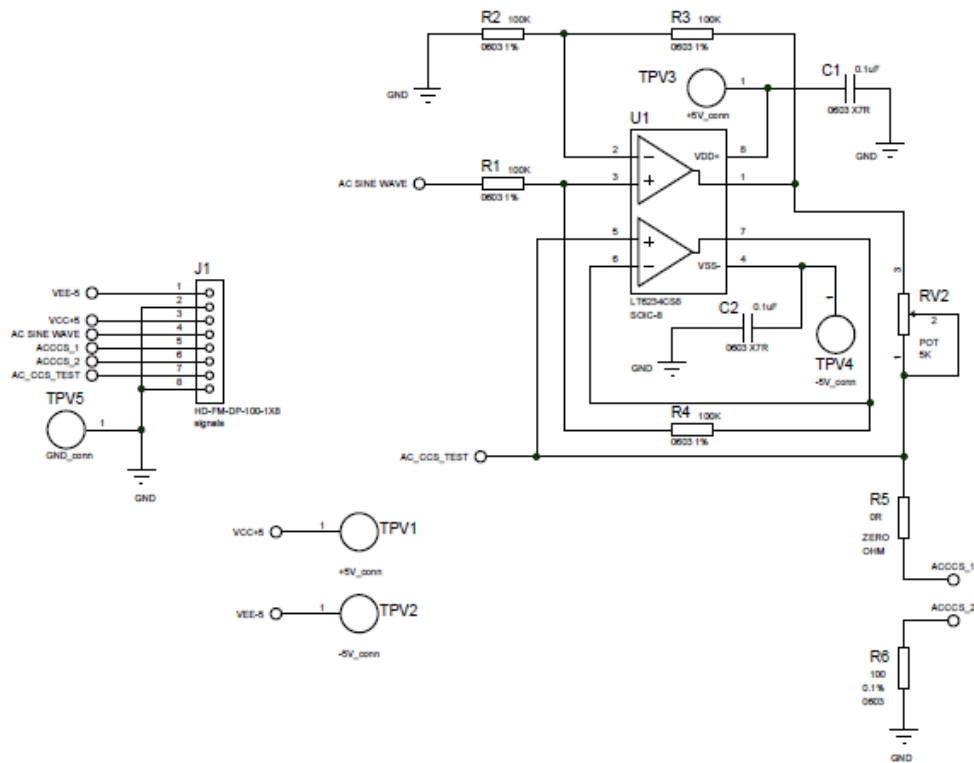 R2 100K
0603 1%
R3 100K
0603 1%
GND
TPV3
1
+5V_conn
C1 0.1uF
0603 X7R
GND
U1
2
3
VDD+
8
1
5
6
7
VSS-
4
LT6234CS8
SOIC-8
AC SINE WAVE
R1 100K
0603 1%
C2 0.1uF
0603 X7R
GND
1
TPV4
-5V_conn
3
RV2
2
POT
5K
1
R4 100K
0603 1%
AC_CCS_TEST
J1
VEE-5 1
2
VCC+5 3
AC SINE WAVE 4
ACCCS_1 5
ACCCS_2 6
AC_CCS_TEST 7
8
HD-FM-DP-100-1X8
signals
TPV5
1
GND_conn
GND
VCC+5 1 TPV1
+5V_conn
VEE-5 1 TPV2
-5V_conn
R5
0R
ZERO
OHM
ACCCS_1
ACCCS_2
R6
100
0.1%
0603
GND